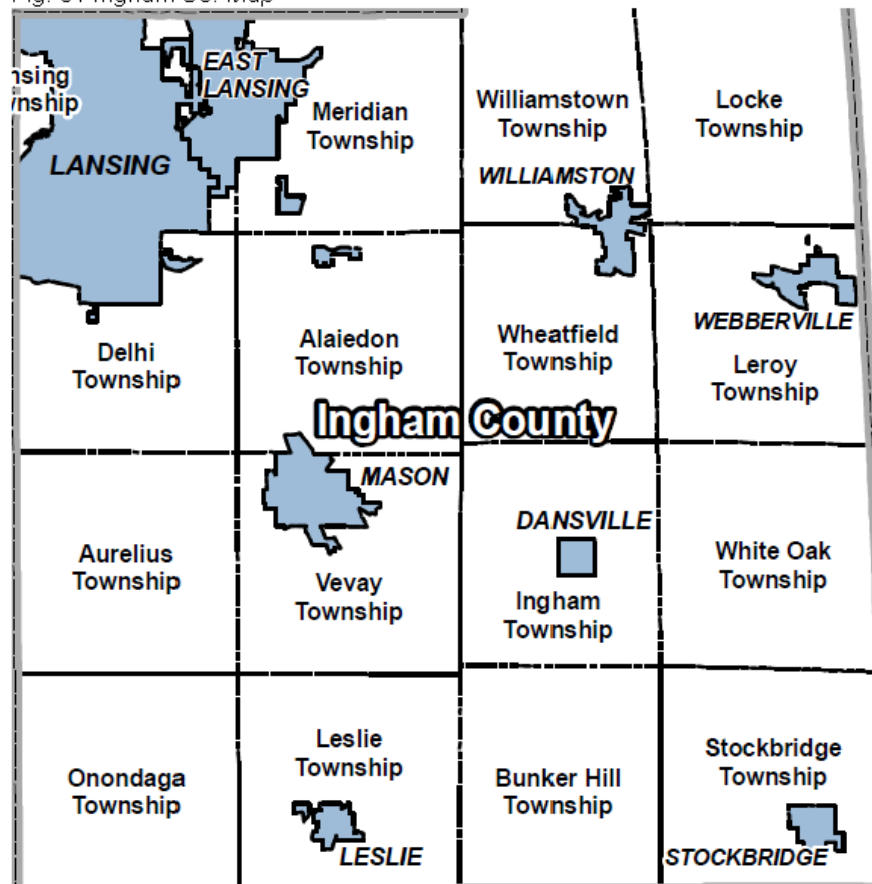 EAST
LANSING
nsing
wnship
LANSING
Meridian
Township
Williamstown
Township
Locke
Township
WILLIAMSTON
Delhi
Township
Alaiedon
Township
Wheatfield
Township
WEBBERVILLE
Leroy
Township
Ingham County
MASON
Aurelius
Township
Vevay
Township
DANSVILLE
Ingham
Township
White Oak
Township
Onondaga
Township
Leslie
Township
LESLIE
Bunker Hill
Township
Stockbridge
Township
STOCKBRIDGE